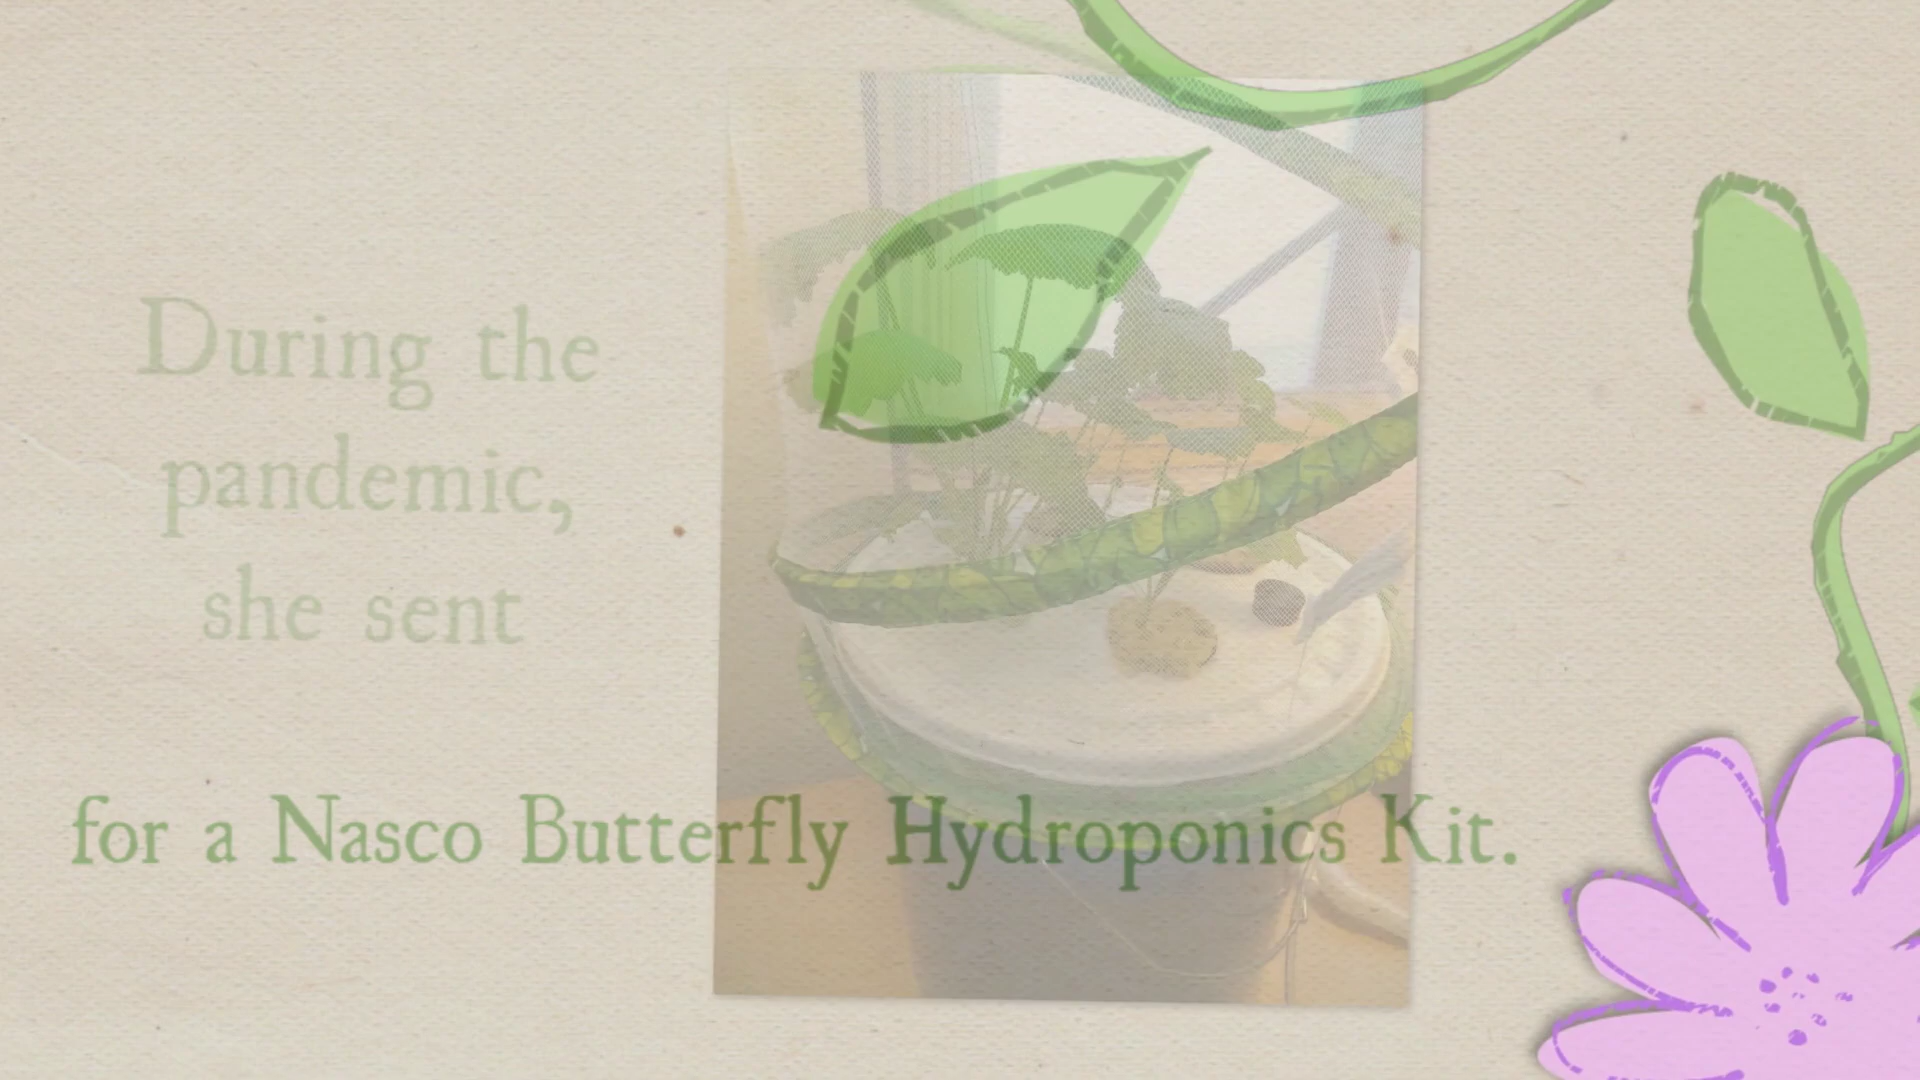 During the
pandemic,
she sent
for a Nasco Butterfly Hydroponics Kit.